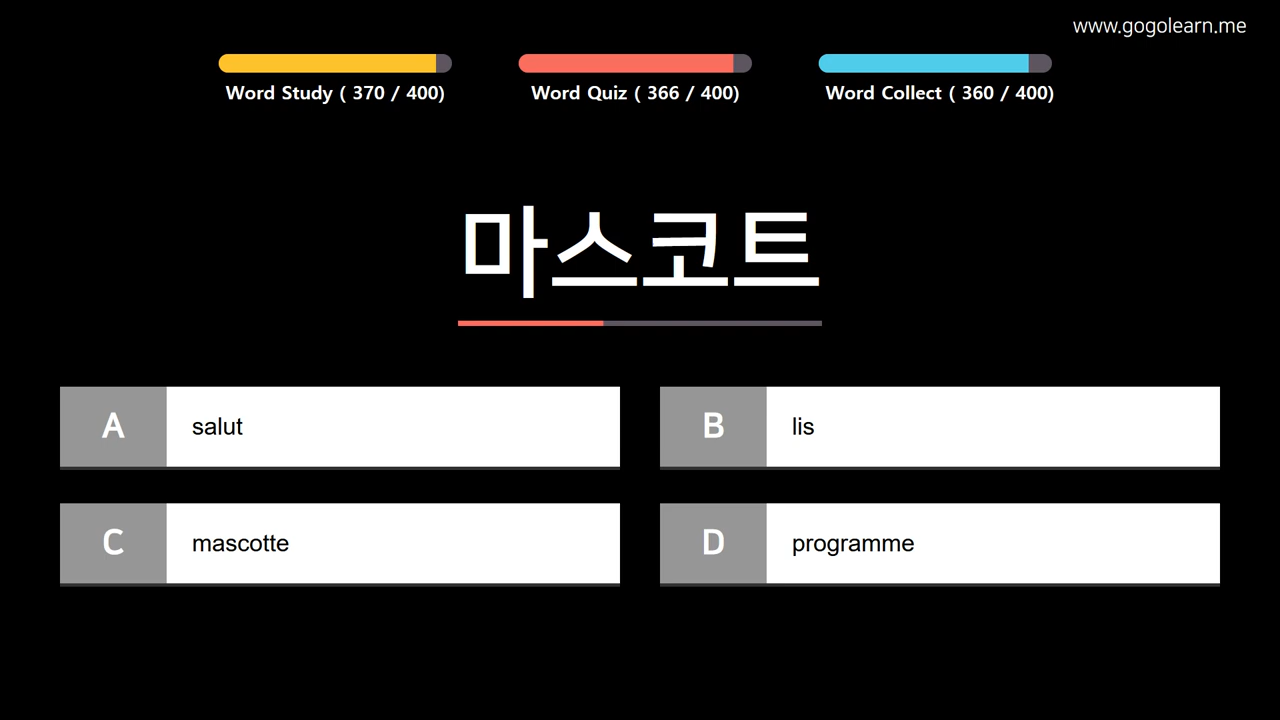 www.gogolearn.me
Word Study ( 370 / 400)
Word Quiz ( 366 / 400)
Word Collect ( 360 / 400)
마스코트
A salut
B lis
C mascotte
D programme